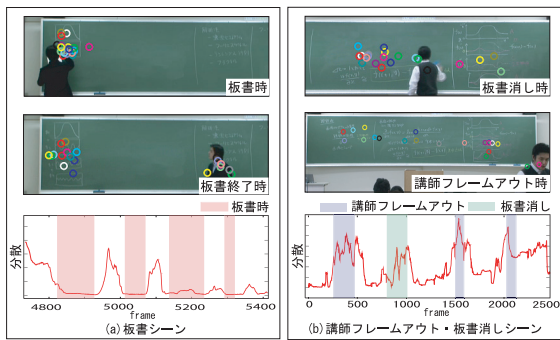 板書時
板書終了時
板書時
分散
4800
5000
5200
5400
frame
(a) 板書シーン
板書消し時
講師フレームアウト時
講師フレームアウト
板書消し
分散
0
500
1000
1500
2000
2500
frame
(b) 講師フレームアウト・板書消しシーン